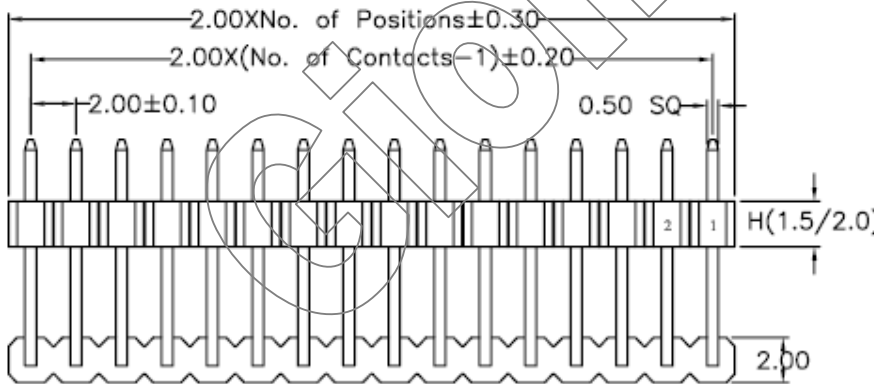 2.00XNo. of Positions±0.30
2.00X(No. of Contacts-1)±0.20
2.00±0.10
0.50 SQ
2 1
H(1.5/2.0)
2.00